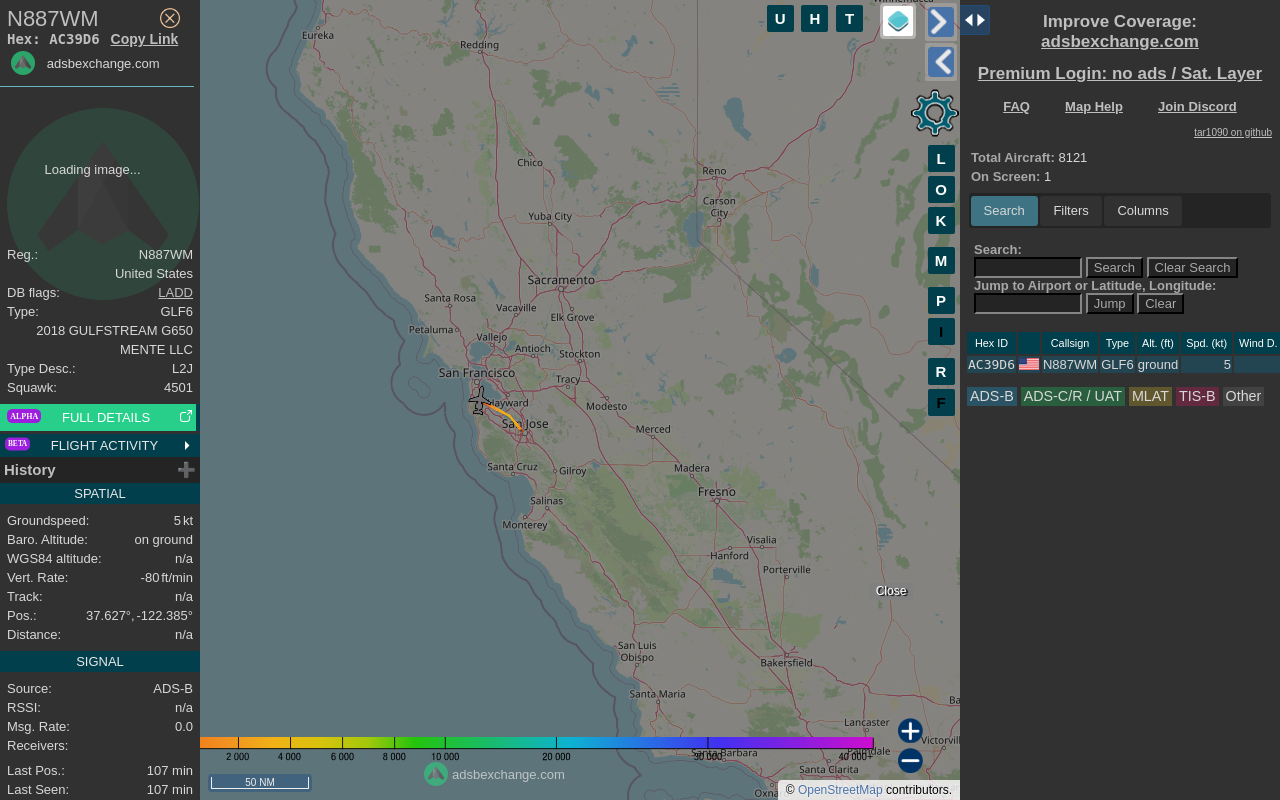 N887WM
Hex: AC39D6 Copy Link
adsbexchange.com
Loading image...
Reg.: N887WM
United States
DB flags: LADD
Type: GLF6
2018 GULFSTREAM G650
MENTE LLC
Type Desc.: L2J
Squawk: 4501
ALPHA FULL DETAILS
BETA FLIGHT ACTIVITY
History
SPATIAL
Groundspeed: 5 kt
Baro. Altitude: on ground
WGS84 altitude: n/a
Vert. Rate: -80 ft/min
Track: n/a
Pos.: 37.627°, -122.385°
Distance: n/a
SIGNAL
Source: ADS-B
RSSI: n/a
Msg. Rate: 0.0
Receivers:
Last Pos.: 107 min
Last Seen: 107 min
U H T
L
O
K
M
P
I
R
F
Eureka
Redding
Chico
Reno
Carson
City
Yuba City
Sacramento
Santa Rosa
Vacaville
Elk Grove
Petaluma
Vallejo
Antioch
Stockton
San Francisco
Tracy
Hayward
Modesto
San Jose
Merced
Santa Cruz
Gilroy
Madera
Salinas
Fresno
Monterey
Visalia
Hanford
Porterville
Close
San Luis
Obispo
Bakersfield
Santa Maria
Lancaster
Santa Barbara
Santa Clarita
2 000 4 000 6 000 8 000 10 000 20 000 30 000 40 000+
50 NM
adsbexchange.com
© OpenStreetMap contributors.
Improve Coverage:
adsbexchange.com
Premium Login: no ads / Sat. Layer
FAQ Map Help Join Discord
tar1090 on github
Total Aircraft: 8121
On Screen: 1
Search Filters Columns
Search:
Search Clear Search
Jump to Airport or Latitude, Longitude:
Jump Clear
Hex ID Callsign Type Alt. (ft) Spd. (kt) Wind D.
AC39D6 N887WM GLF6 ground 5
ADS-B ADS-C/R / UAT MLAT TIS-B Other